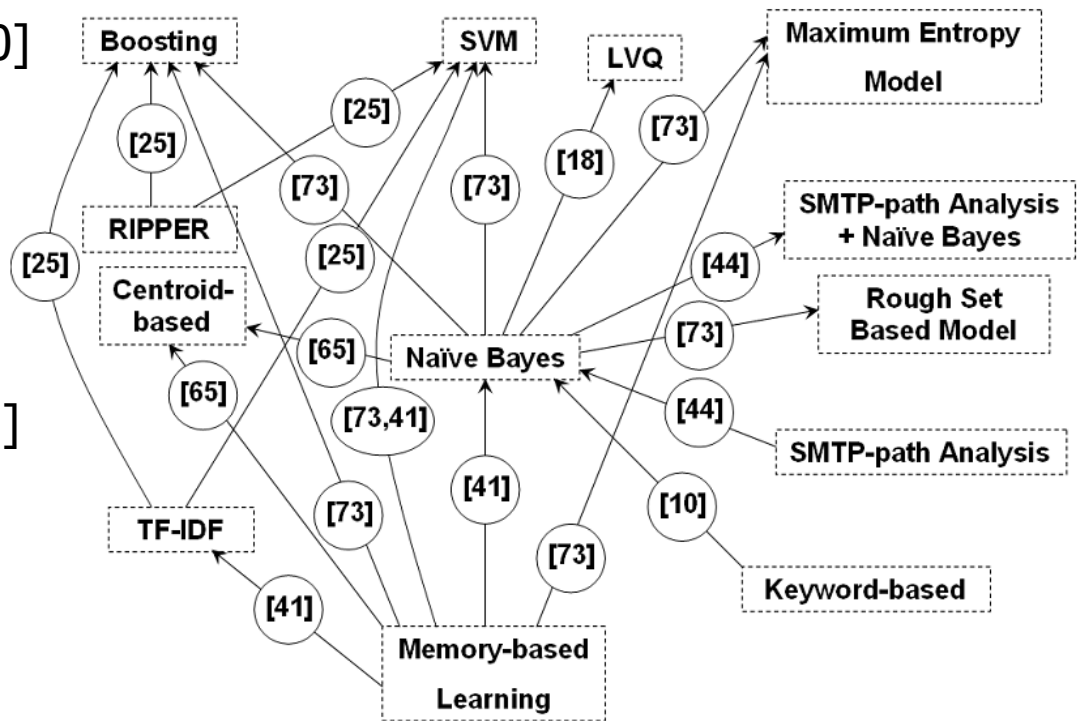 0]
Boosting
SVM
LVQ
Maximum Entropy
Model
[25]
[25]
[73]
[18]
[73]
[73]
RIPPER
SMTP-path Analysis
+ Naïve Bayes
[25]
[25]
[44]
Centroid-
based
Rough Set
Based Model
[65]
Naïve Bayes
[73]
[65]
[73,41]
[44]
]
SMTP-path Analysis
[41]
[73]
[10]
TF-IDF
[73]
Keyword-based
[41]
Memory-based
Learning